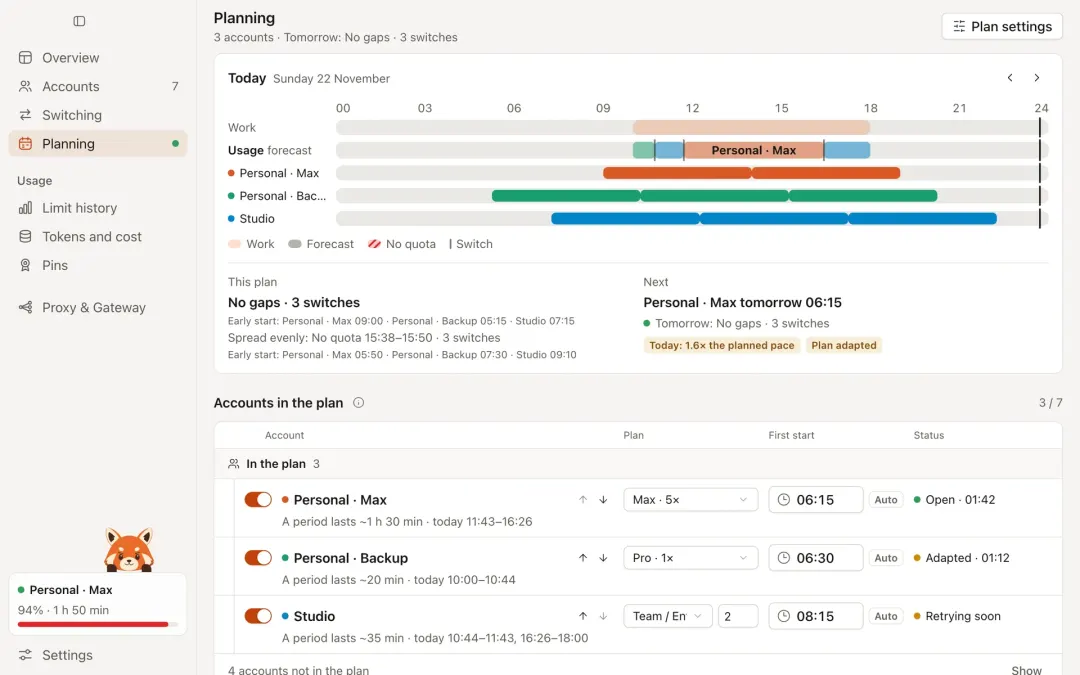 Overview
Accounts 7
Switching
Planning
Usage
Limit history
Tokens and cost
Pins
Proxy & Gateway
Personal · Max
94% · 1 h 50 min
Settings
Planning
3 accounts · Tomorrow: No gaps · 3 switches
Plan settings
Today Sunday 22 November
00 03 06 09 12 15 18 21 24
Work
Usage forecast Personal · Max
Personal · Max
Personal · Bac...
Studio
Work Forecast No quota Switch
This plan
No gaps · 3 switches
Early start: Personal · Max 09:00 · Personal · Backup 05:15 · Studio 07:15
Spread evenly: No quota 15:38–15:50 · 3 switches
Early start: Personal · Max 05:50 · Personal · Backup 07:30 · Studio 09:10
Next
Personal · Max tomorrow 06:15
Tomorrow: No gaps · 3 switches
Today: 1.6× the planned pace Plan adapted
Accounts in the plan 3 / 7
Account Plan First start Status
In the plan 3
Personal · Max Max · 5× 06:15 Auto Open · 01:42
A period lasts ~1 h 30 min · today 11:43–16:26
Personal · Backup Pro · 1× 06:30 Auto Adapted · 01:12
A period lasts ~20 min · today 10:00–10:44
Studio Team / En 2 08:15 Auto Retrying soon
A period lasts ~35 min · today 10:44–11:43, 16:26–18:00
4 accounts not in the plan Show